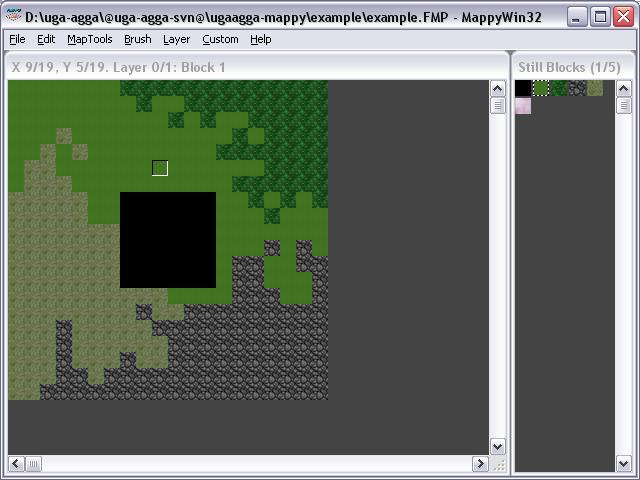 D:\uga-agga\@uga-agga-svn@\ugaagga-mappy\example\example.FMP - MappyWin32
File Edit MapTools Brush Layer Custom Help
X 9/19, Y 5/19. Layer 0/1: Block 1
Still Blocks (1/5)